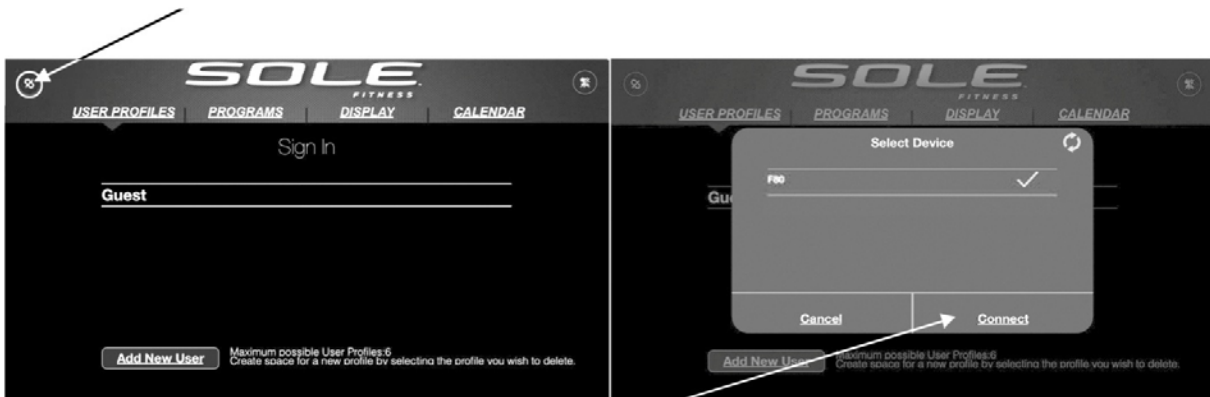 SOLE
FITNESS
USER PROFILES PROGRAMS DISPLAY CALENDAR
Sign In
Guest
Add New User
Maximum possible User Profiles:6
Create space for a new profile by selecting the profile you wish to delete.
SOLE
FITNESS
USER PROFILES PROGRAMS DISPLAY CALENDAR
Select Device
F80
Gu
Cancel Connect
Add New User
Maximum possible User Profiles:6
Create space for a new profile by selecting the profile you wish to delete.